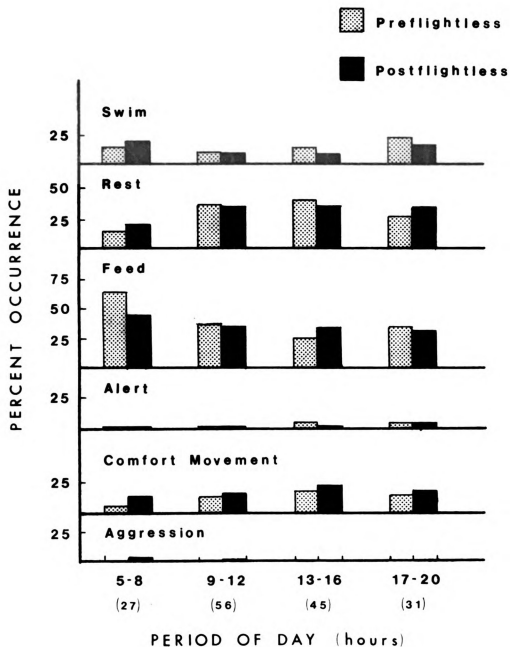 Preflightless
Postflightless
PERCENT OCCURRENCE
Swim
25
Rest
50
25
Feed
75
50
25
Alert
25
Comfort Movement
25
Aggression
25
5-8 9-12 13-16 17-20
(27) (56) (45) (31)
PERIOD OF DAY (hours)